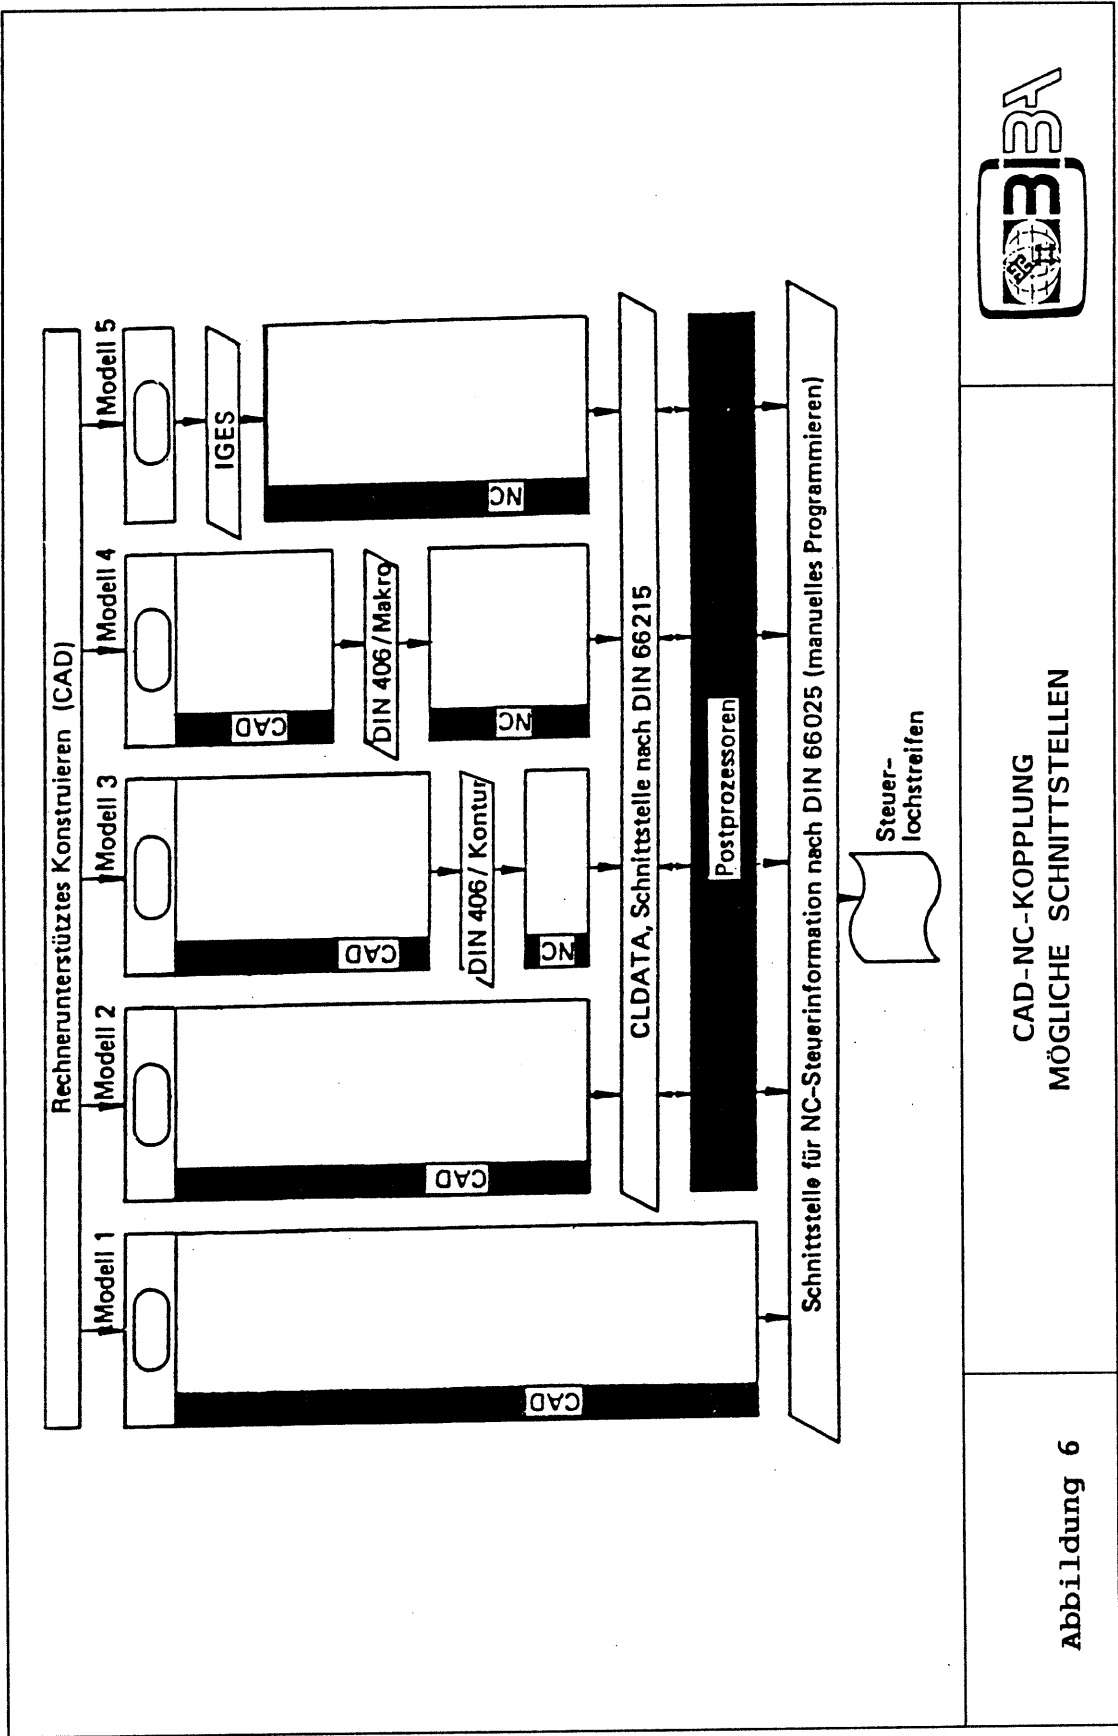 Rechnerunterstütztes Konstruieren (CAD)
Modell 1
Modell 2
Modell 3
Modell 4
Modell 5
CAD
CAD
CAD
DIN 406/Kontur
NC
CAD
DIN 406/Makro
NC
IGES
NC
CLDATA, Schnittstelle nach DIN 66215
Postprozessoren
Schnittstelle für NC-Steuerinformation nach DIN 66025 (manuelles Programmieren)
Steuer-
lochstreifen
Abbildung 6
CAD-NC-KOPPLUNG
MÖGLICHE SCHNITTSTELLEN
BIBA